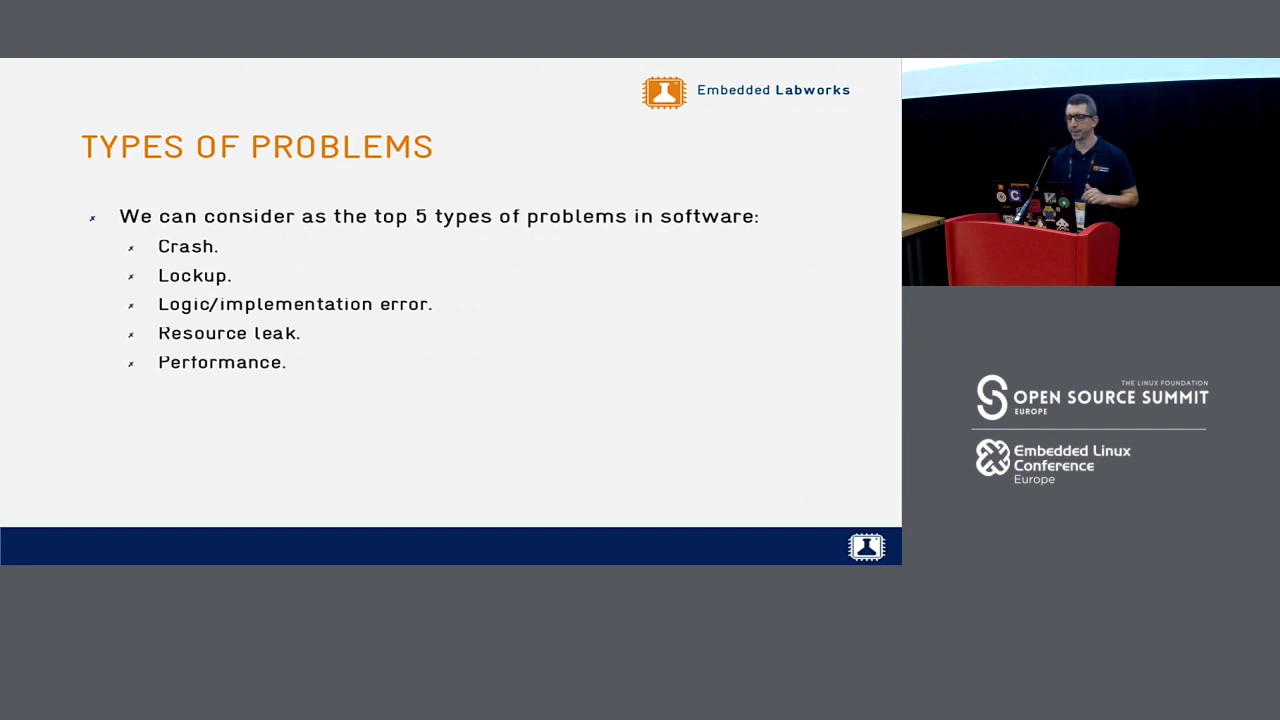 Embedded Labworks
TYPES OF PROBLEMS
We can consider as the top 5 types of problems in software:
Crash.
Lockup.
Logic/implementation error.
Resource leak.
Performance.
THE LINUX FOUNDATION
OPEN SOURCE SUMMIT
EUROPE
Embedded Linux
Conference
Europe